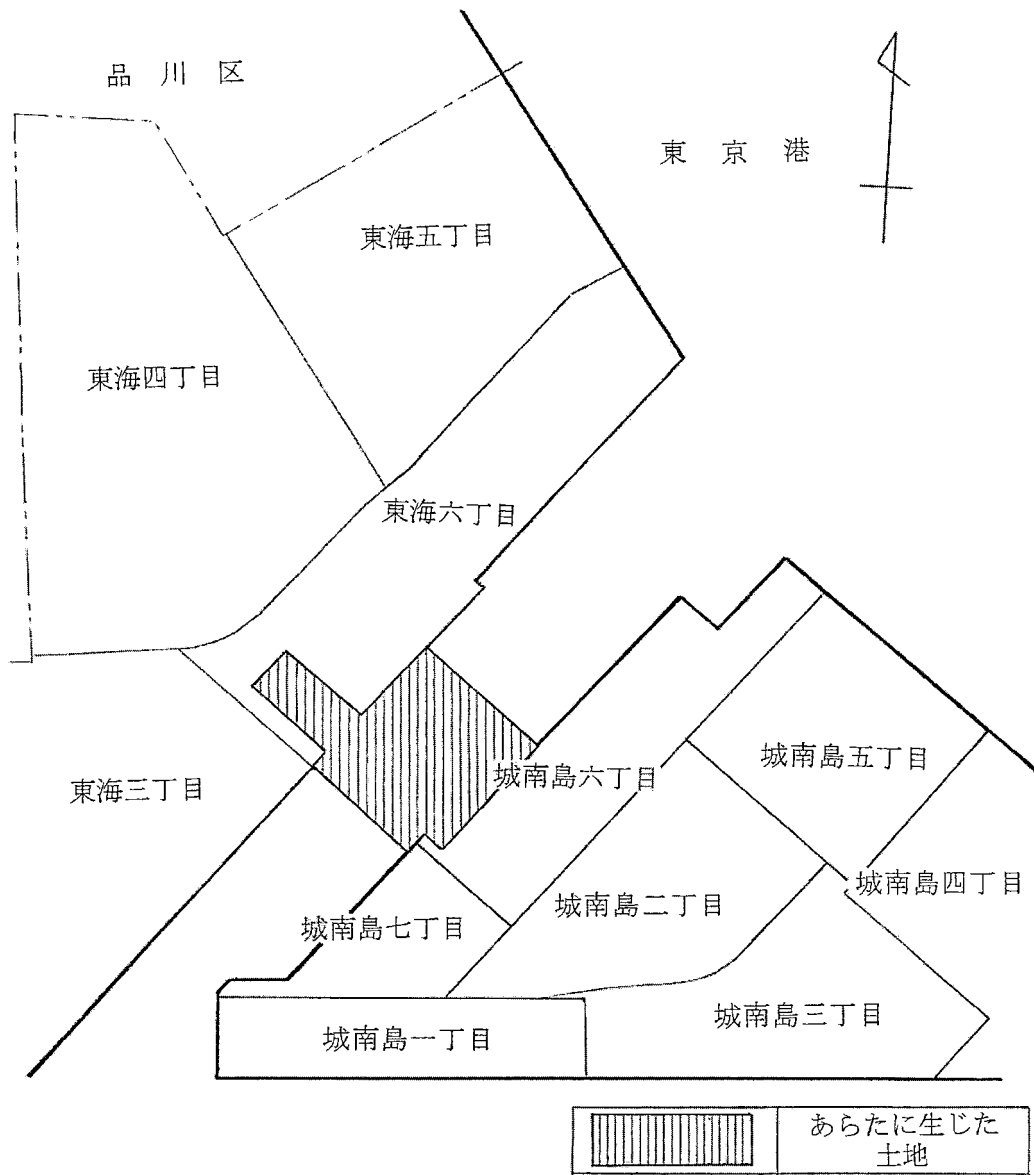 品川区
東京港
東海五丁目
東海四丁目
東海六丁目
東海三丁目
城南島六丁目
城南島五丁目
城南島四丁目
城南島二丁目
城南島七丁目
城南島三丁目
城南島一丁目
あらたに生じた
土地